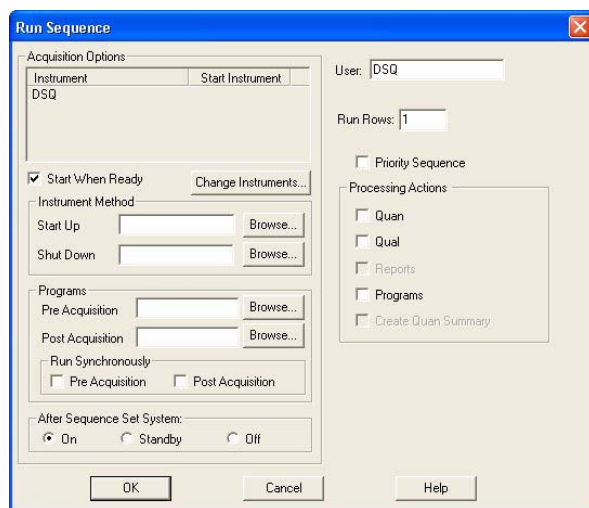 Run Sequence
Acquisition Options
Instrument Start Instrument
DSQ
Start When Ready
Change Instruments...
Instrument Method
Start Up Browse...
Shut Down Browse...
Programs
Pre Acquisition Browse...
Post Acquisition Browse...
Run Synchronously
Pre Acquisition Post Acquisition
After Sequence Set System:
On Standby Off
User: DSQ
Run Rows: 1
Priority Sequence
Processing Actions
Quan
Qual
Reports
Programs
Create Quan Summary
OK Cancel Help